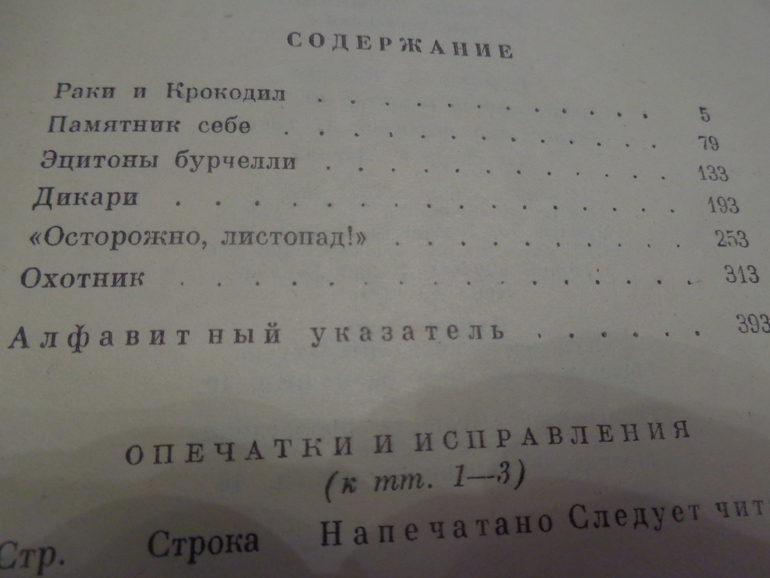 СОДЕРЖАНИЕ
Раки и Крокодил . . . . . . . . . . . . . . 5
Памятник себе . . . . . . . . . . . . . . 79
Эцитоны бурчелли . . . . . . . . . . . . . 133
Дикари . . . . . . . . . . . . . . . . . 193
«Осторожно, листопад!» . . . . . . . . . . 253
Охотник . . . . . . . . . . . . . . . . 313
Алфавитный указатель . . . . . . 393
ОПЕЧАТКИ И ИСПРАВЛЕНИЯ
(к тт. 1—3)
Стр. Строка Напечатано Следует чит